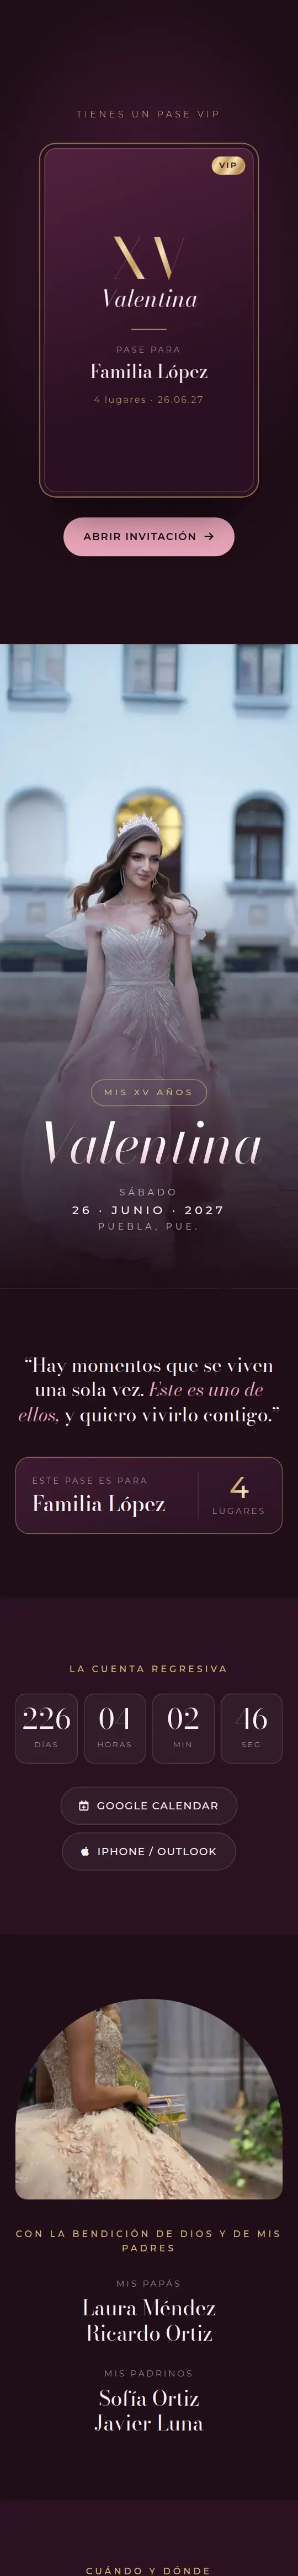 TIENES UN PASE VIP
VIP
XV
Valentina
PASE PARA
Familia López
4 lugares · 26.06.27
ABRIR INVITACIÓN →
MIS XV AÑOS
Valentina
SÁBADO
26 · JUNIO · 2027
PUEBLA, PUE.
“Hay momentos que se viven
una sola vez. Este es uno de
ellos, y quiero vivirlo contigo.”
ESTE PASE ES PARA
Familia López
4
LUGARES
LA CUENTA REGRESIVA
226
DÍAS
04
HORAS
02
MIN
46
SEG
GOOGLE CALENDAR
IPHONE / OUTLOOK
CON LA BENDICIÓN DE DIOS Y DE MIS
PADRES
MIS PAPÁS
Laura Méndez
Ricardo Ortiz
MIS PADRINOS
Sofía Ortiz
Javier Luna
CUÁNDO Y DÓNDE